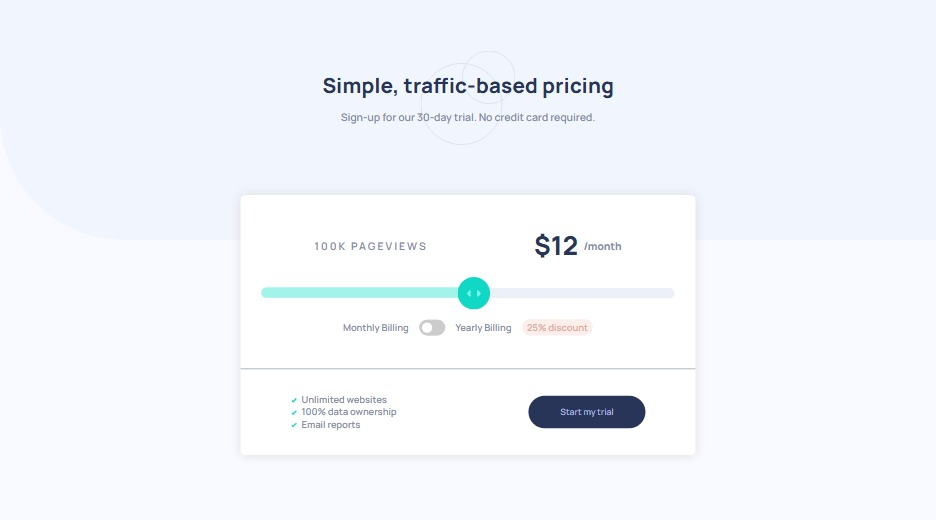 Simple, traffic-based pricing
Sign-up for our 30-day trial. No credit card required.
100K PAGEVIEWS
$12 /month
Monthly Billing
Yearly Billing
25% discount
Unlimited websites
100% data ownership
Email reports
Start my trial